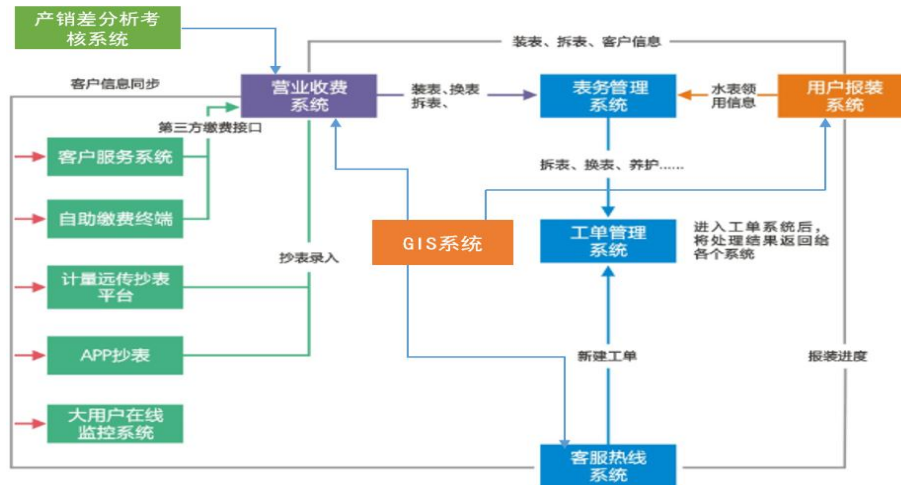 产销差分析考
核系统
装表、拆表、客户信息
客户信息同步
营业收费
系统
装表、换表
拆表、
表务管理
系统
水表领
用信息
用户报装
系统
第三方缴费接口
客户服务系统
拆表、换表、养护......
自助缴费终端
GIS系统
工单管理
系统
进入工单系统后，
将处理结果返回给
各个系统
抄表录入
计量远传抄表
平台
APP抄表
新建工单
报装进度
大用户在线
监控系统
客服热线
系统